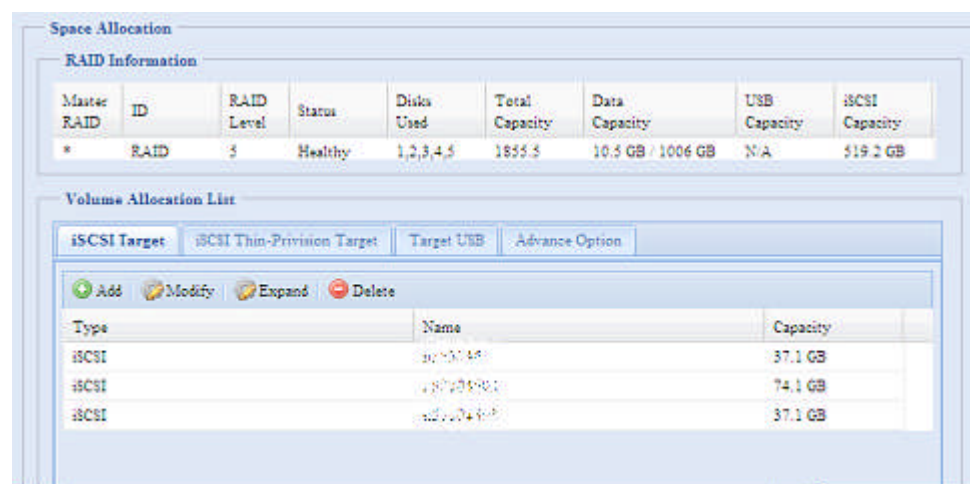 Space Allocation
RAID Information
Master RAID ID RAID Level Status Disks Used Total Capacity Data Capacity USB Capacity iSCSI Capacity
* RAID 5 Healthy 1,2,3,4,5 1855.5 10.5 GB / 1006 GB N/A 519.2 GB
Volume Allocation List
iSCSI Target iSCSI Thin-Privision Target Target USB Advance Option
Add Modify Expand Delete
Type Name Capacity
iSCSI 37.1 GB
iSCSI 74.1 GB
iSCSI 37.1 GB